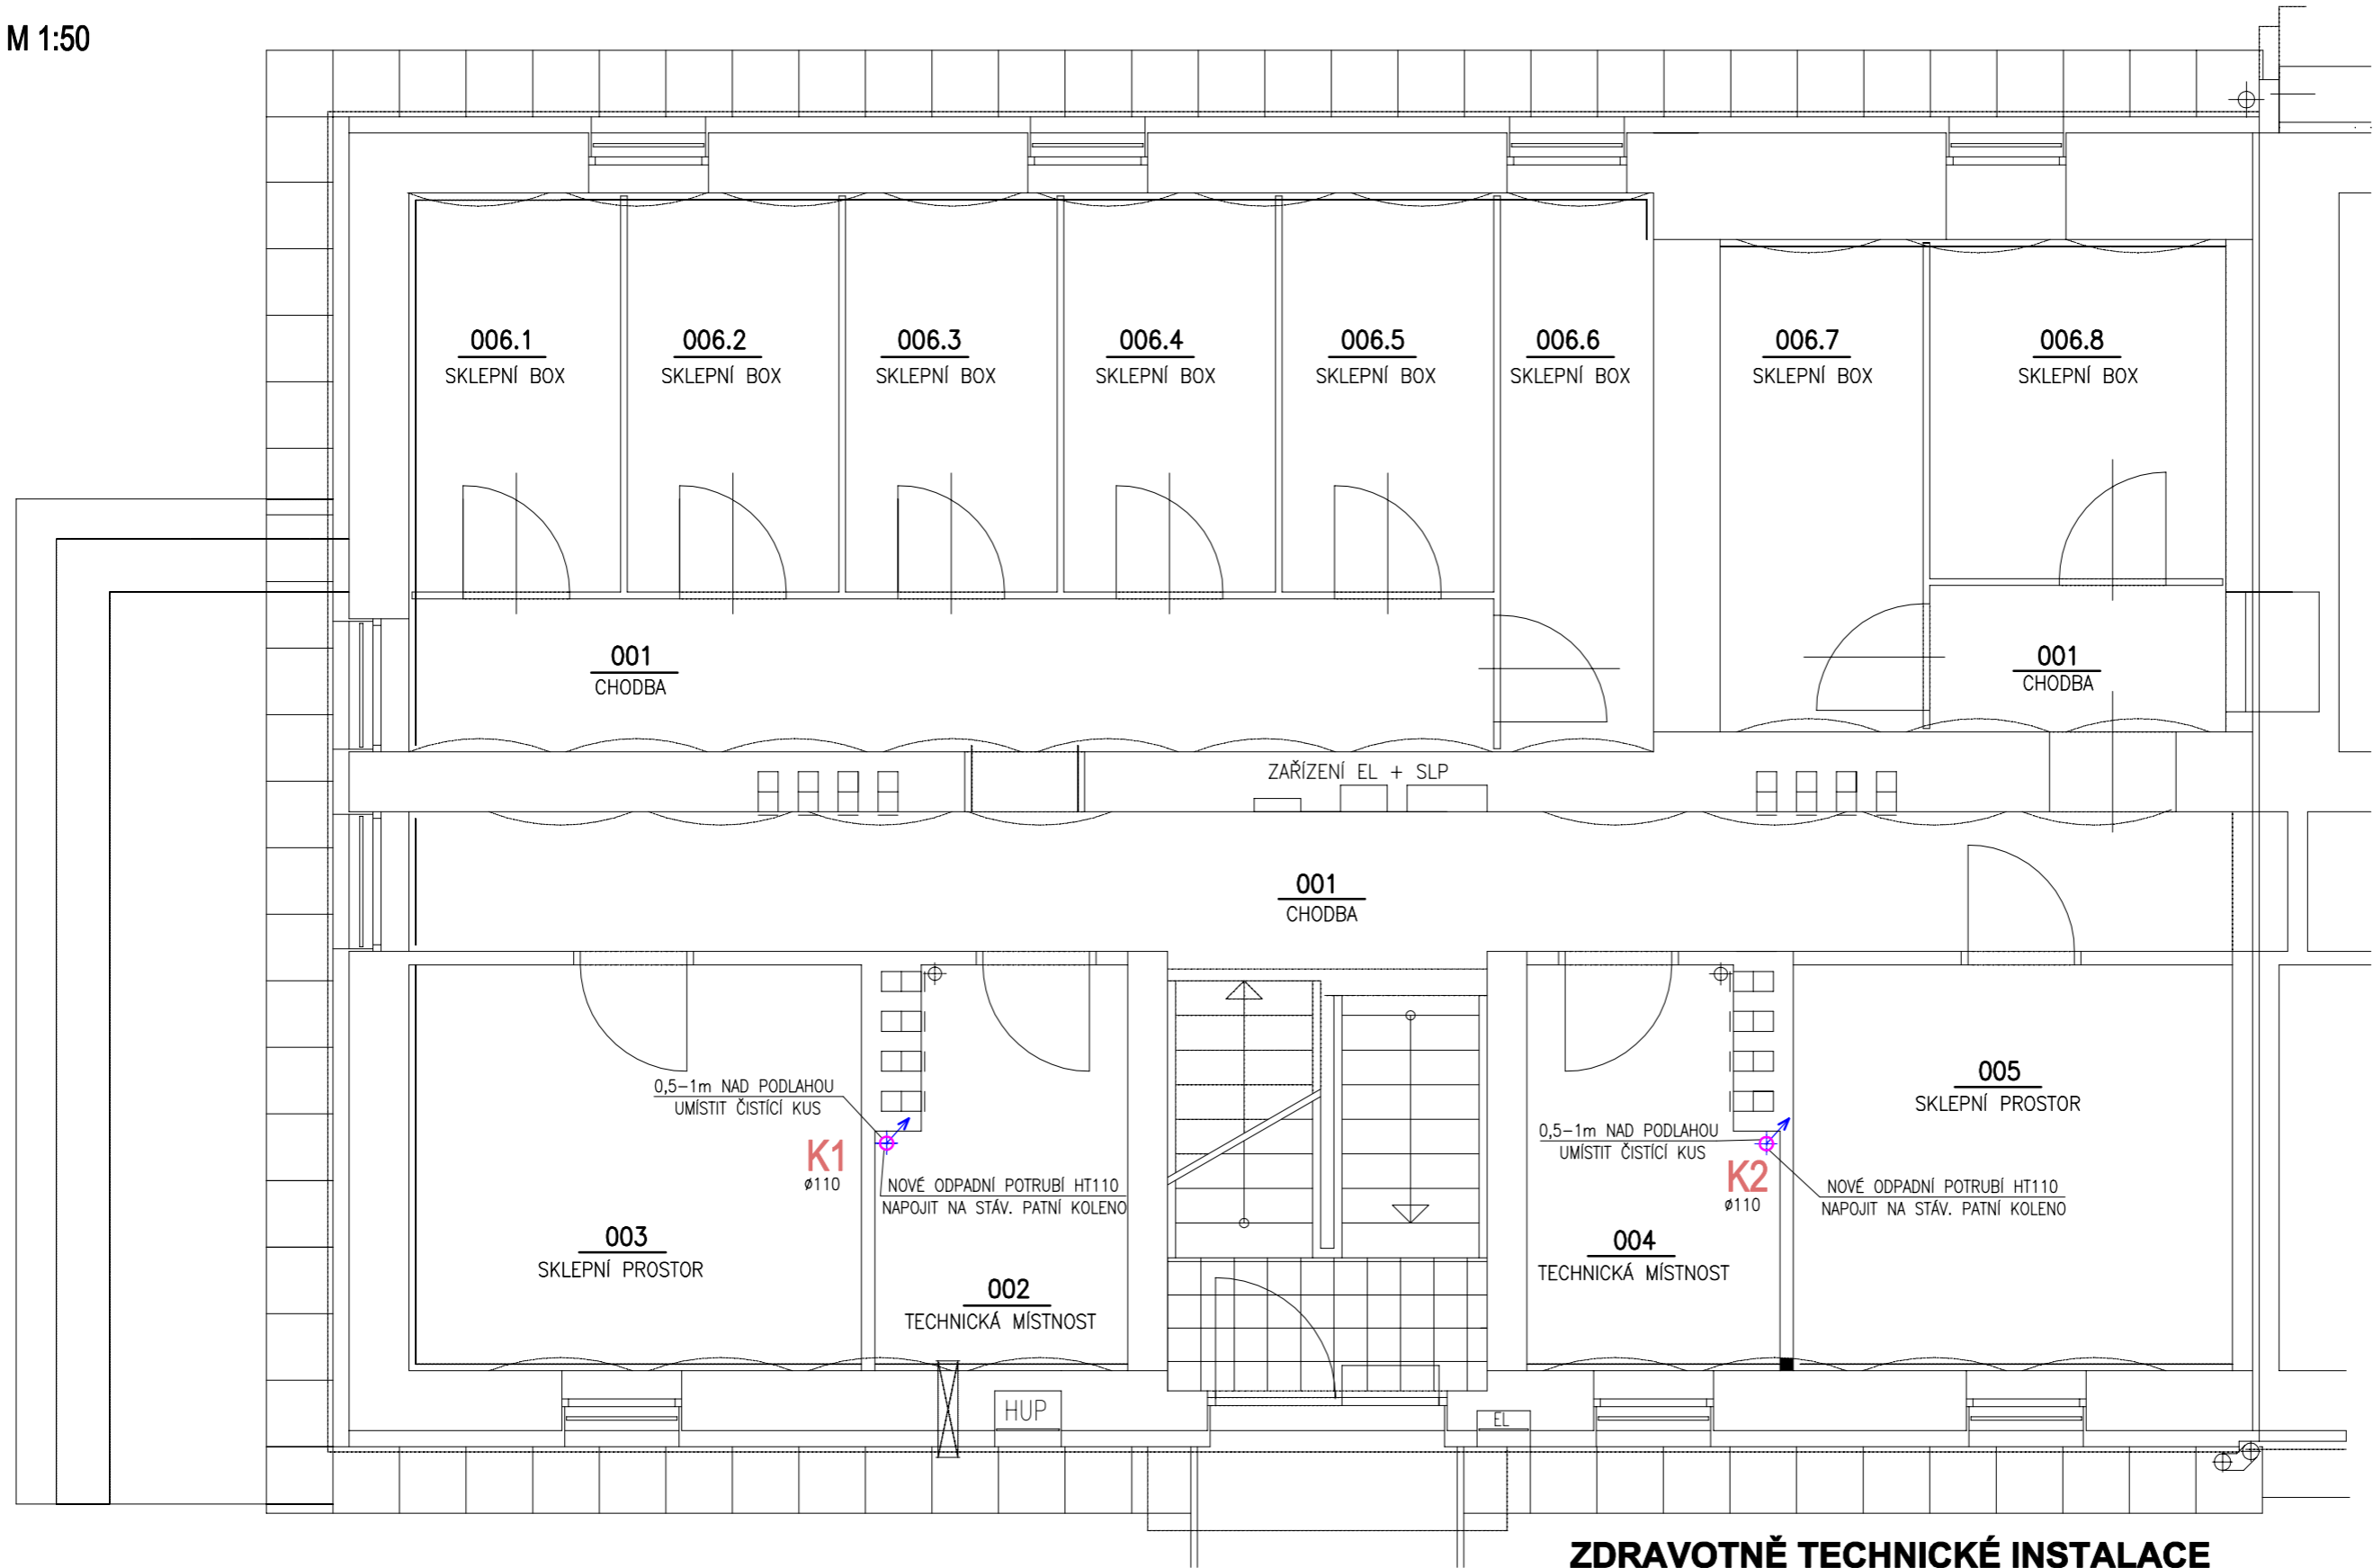 M 1:50
006.1
SKLEPNÍ BOX
006.2
SKLEPNÍ BOX
006.3
SKLEPNÍ BOX
006.4
SKLEPNÍ BOX
006.5
SKLEPNÍ BOX
006.6
SKLEPNÍ BOX
006.7
SKLEPNÍ BOX
006.8
SKLEPNÍ BOX
001
CHODBA
001
CHODBA
ZAŘÍZENÍ EL + SLP
001
CHODBA
0,5-1m NAD PODLAHOU
UMÍSTIT ČISTÍCÍ KUS
K1
ø110
NOVÉ ODPADNÍ POTRUBÍ HT110
NAPOJIT NA STÁV. PATNÍ KOLENO
003
SKLEPNÍ PROSTOR
002
TECHNICKÁ MÍSTNOST
005
SKLEPNÍ PROSTOR
0,5-1m NAD PODLAHOU
UMÍSTIT ČISTÍCÍ KUS
K2
ø110
NOVÉ ODPADNÍ POTRUBÍ HT110
NAPOJIT NA STÁV. PATNÍ KOLENO
004
TECHNICKÁ MÍSTNOST
HUP
EL
ZDRAVOTNĚ TECHNICKÉ INSTALACE